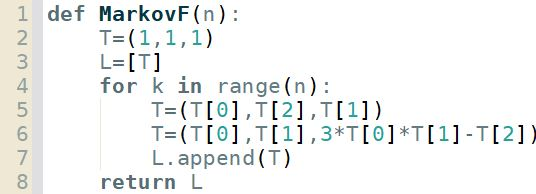 1 def MarkovF(n):
2     T=(1,1,1)
3     L=[T]
4     for k in range(n):
5         T=(T[0],T[2],T[1])
6         T=(T[0],T[1],3*T[0]*T[1]-T[2])
7         L.append(T)
8     return L